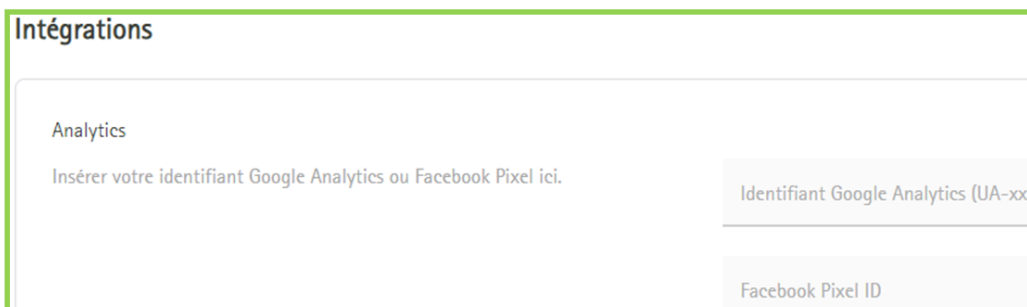 Intégrations
Analytics
Insérer votre identifiant Google Analytics ou Facebook Pixel ici.
Identifiant Google Analytics (UA-xx
Facebook Pixel ID